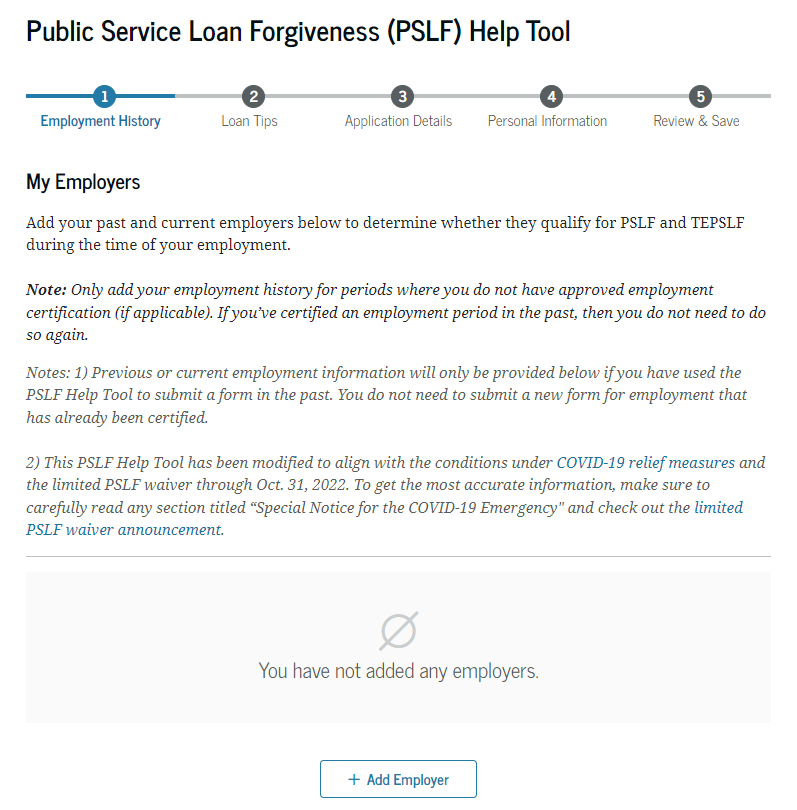 Public Service Loan Forgiveness (PSLF) Help Tool
1
2
3
4
5
Employment History
Loan Tips
Application Details
Personal Information
Review & Save
My Employers
Add your past and current employers below to determine whether they qualify for PSLF and TEPSLF
during the time of your employment.
Note: Only add your employment history for periods where you do not have approved employment
certification (if applicable). If you’ve certified an employment period in the past, then you do not need to do
so again.
Notes: 1) Previous or current employment information will only be provided below if you have used the
PSLF Help Tool to submit a form in the past. You do not need to submit a new form for employment that
has already been certified.
2) This PSLF Help Tool has been modified to align with the conditions under COVID-19 relief measures and
the limited PSLF waiver through Oct. 31, 2022. To get the most accurate information, make sure to
carefully read any section titled “Special Notice for the COVID-19 Emergency" and check out the limited
PSLF waiver announcement.
You have not added any employers.
+ Add Employer